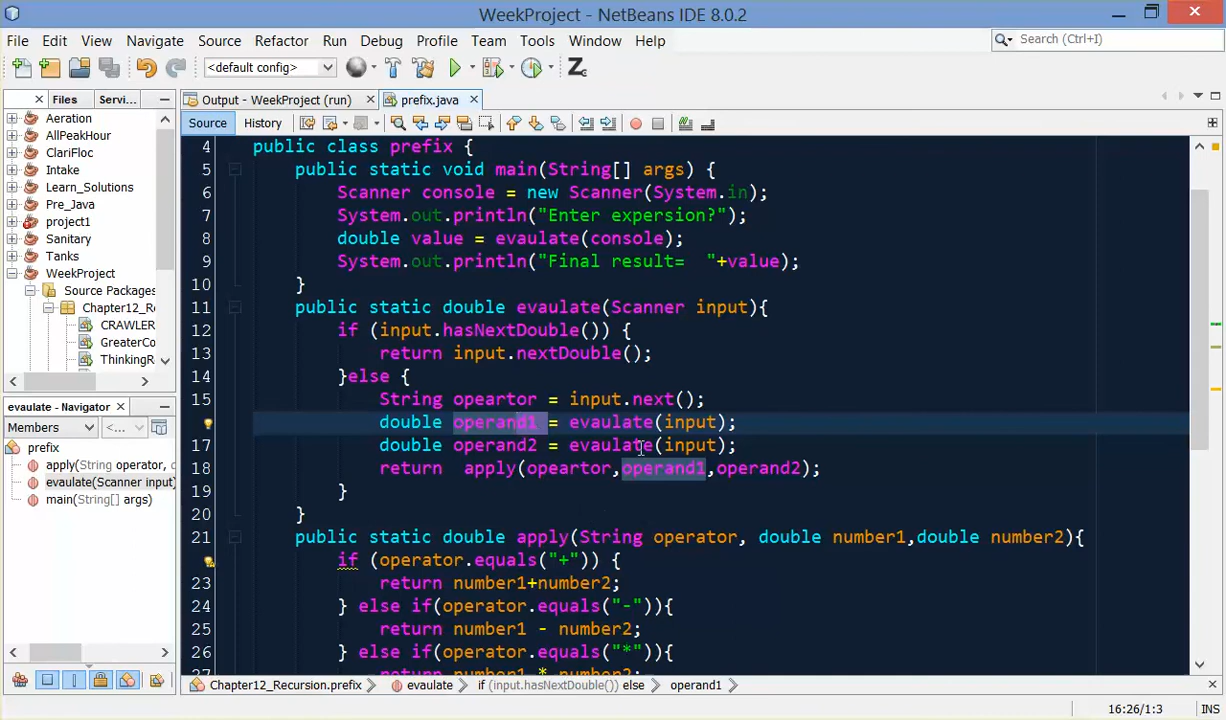 WeekProject - NetBeans IDE 8.0.2
File Edit View Navigate Source Refactor Run Debug Profile Team Tools Window Help
Search (Ctrl+I)
<default config>
Files Servi...
Output - WeekProject (run) prefix.java
Source History
Aeration
AllPeakHour
ClariFloc
Intake
Learn_Solutions
Pre_Java
project1
Sanitary
Tanks
WeekProject
Source Packages
Chapter12_Re
CRAWLER
GreaterCo
ThinkingR
4 public class prefix {
5 public static void main(String[] args) {
6 Scanner console = new Scanner(System.in);
7 System.out.println("Enter expersion?");
8 double value = evaulate(console);
9 System.out.println("Final result=  "+value);
10 }
11 public static double evaulate(Scanner input){
12 if (input.hasNextDouble()) {
13 return input.nextDouble();
14 }else {
15 String opeartor = input.next();
double operand1 = evaulate(input);
17 double operand2 = evaulate(input);
18 return  apply(opeartor,operand1,operand2);
19 }
20 }
21 public static double apply(String operator, double number1,double number2){
if (operator.equals("+")) {
23 return number1+number2;
24 } else if(operator.equals("-")){
25 return number1 - number2;
26 } else if(operator.equals("*")){
27 return number1 * number2;
evaulate
Members <...>
prefix
apply(String operator, d
evaulate(Scanner input)
main(String[] args)
Chapter12_Recursion.prefix evaulate if (input.hasNextDouble()) else operand1
16:26/1:3 INS